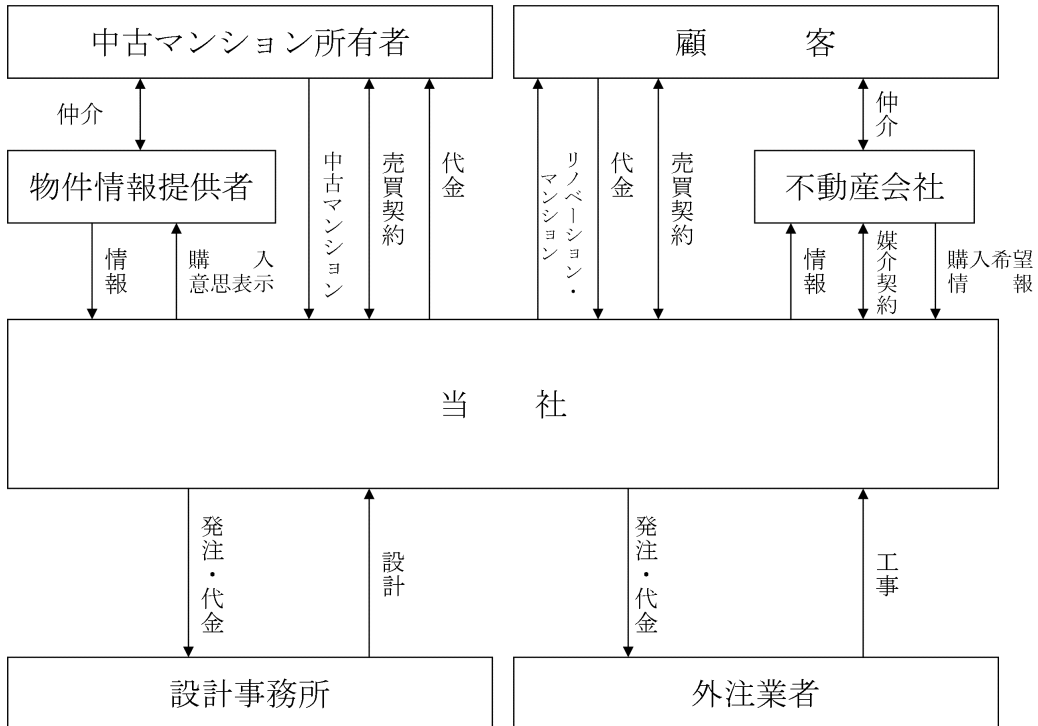 中古マンション所有者
顧客
仲介
仲介
物件情報提供者
不動産会社
中古マンション
売買契約
代金
リノベーション・
マンション
代金
売買契約
情報
購入
意思表示
情報
媒介契約
購入希望
情報
当社
発注・代金
設計
発注・代金
工事
設計事務所
外注業者